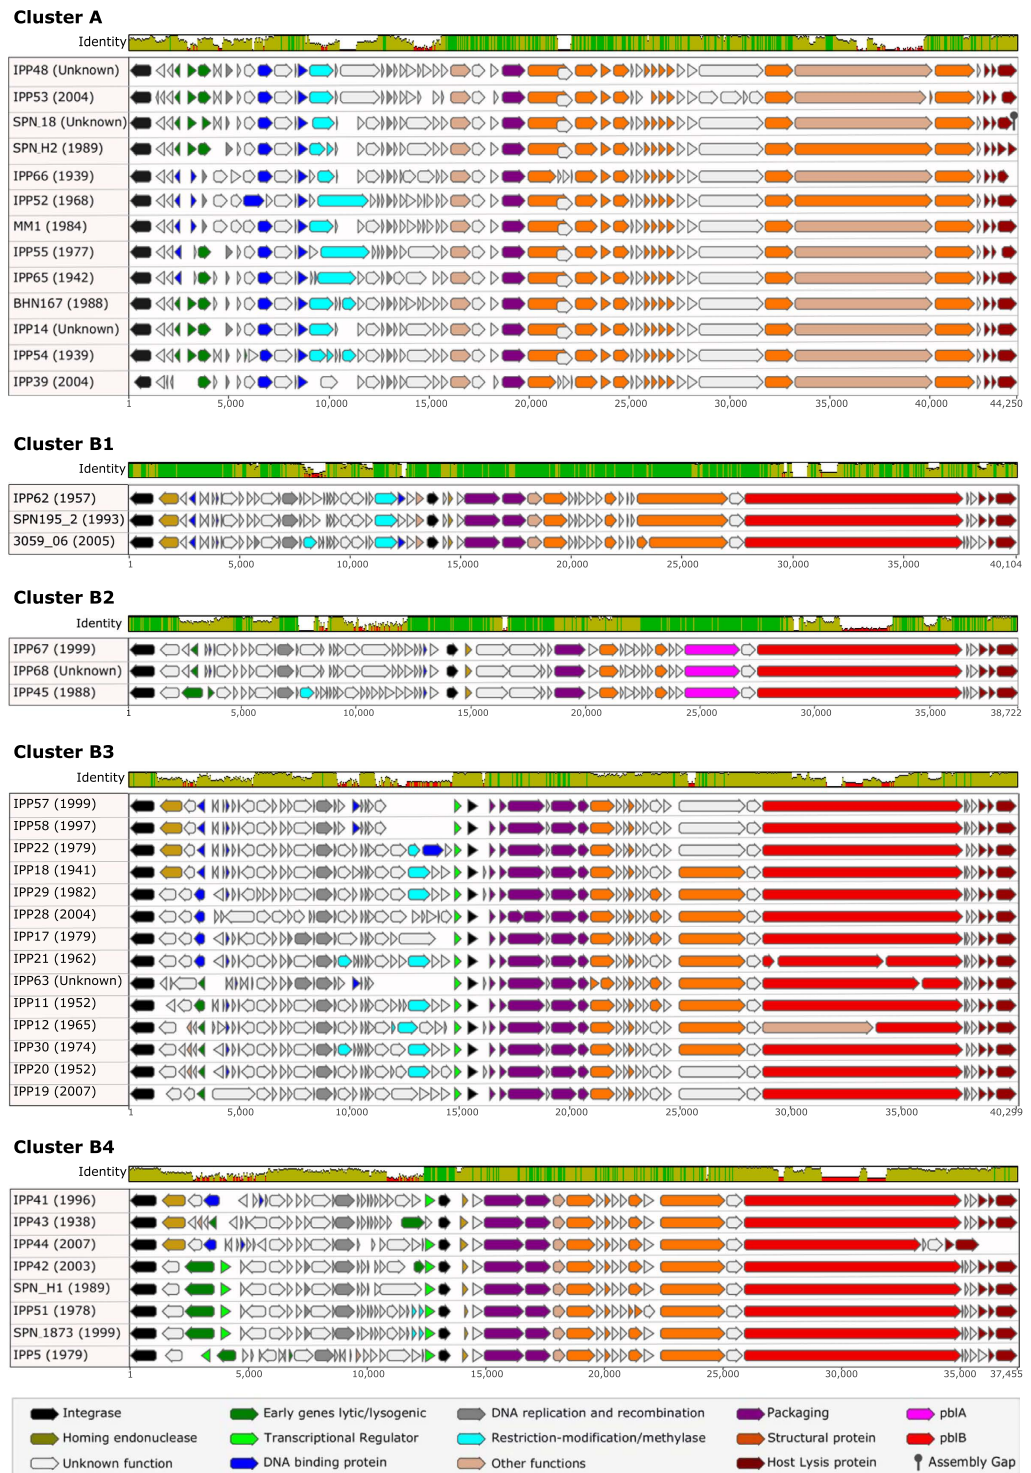 Cluster A
Identity
IPP48 (Unknown)
IPP53 (2004)
SPN_18 (Unknown)
SPN_H2 (1989)
IPP66 (1939)
IPP52 (1968)
MM1 (1984)
IPP55 (1977)
IPP65 (1942)
BHN167 (1988)
IPP14 (Unknown)
IPP54 (1939)
IPP39 (2004)
1 5,000 10,000 15,000 20,000 25,000 30,000 35,000 40,000 44,250
Cluster B1
Identity
IPP62 (1957)
SPN195_2 (1993)
3059_06 (2005)
1 5,000 10,000 15,000 20,000 25,000 30,000 35,000 40,104
Cluster B2
Identity
IPP67 (1999)
IPP68 (Unknown)
IPP45 (1988)
1 5,000 10,000 15,000 20,000 25,000 30,000 35,000 38,722
Cluster B3
Identity
IPP57 (1999)
IPP58 (1997)
IPP22 (1979)
IPP18 (1941)
IPP29 (1982)
IPP28 (2004)
IPP17 (1979)
IPP21 (1962)
IPP63 (Unknown)
IPP11 (1952)
IPP12 (1965)
IPP30 (1974)
IPP20 (1952)
IPP19 (2007)
1 5,000 10,000 15,000 20,000 25,000 30,000 35,000 40,299
Cluster B4
Identity
IPP41 (1996)
IPP43 (1938)
IPP44 (2007)
IPP42 (2003)
SPN_H1 (1989)
IPP51 (1978)
SPN_1873 (1999)
IPP5 (1979)
1 5,000 10,000 15,000 20,000 25,000 30,000 35,000 37,455
Integrase Early genes lytic/lysogenic DNA replication and recombination Packaging pblA
Homing endonuclease Transcriptional Regulator Restriction-modification/methylase Structural protein pblB
Unknown function DNA binding protein Other functions Host Lysis protein Assembly Gap